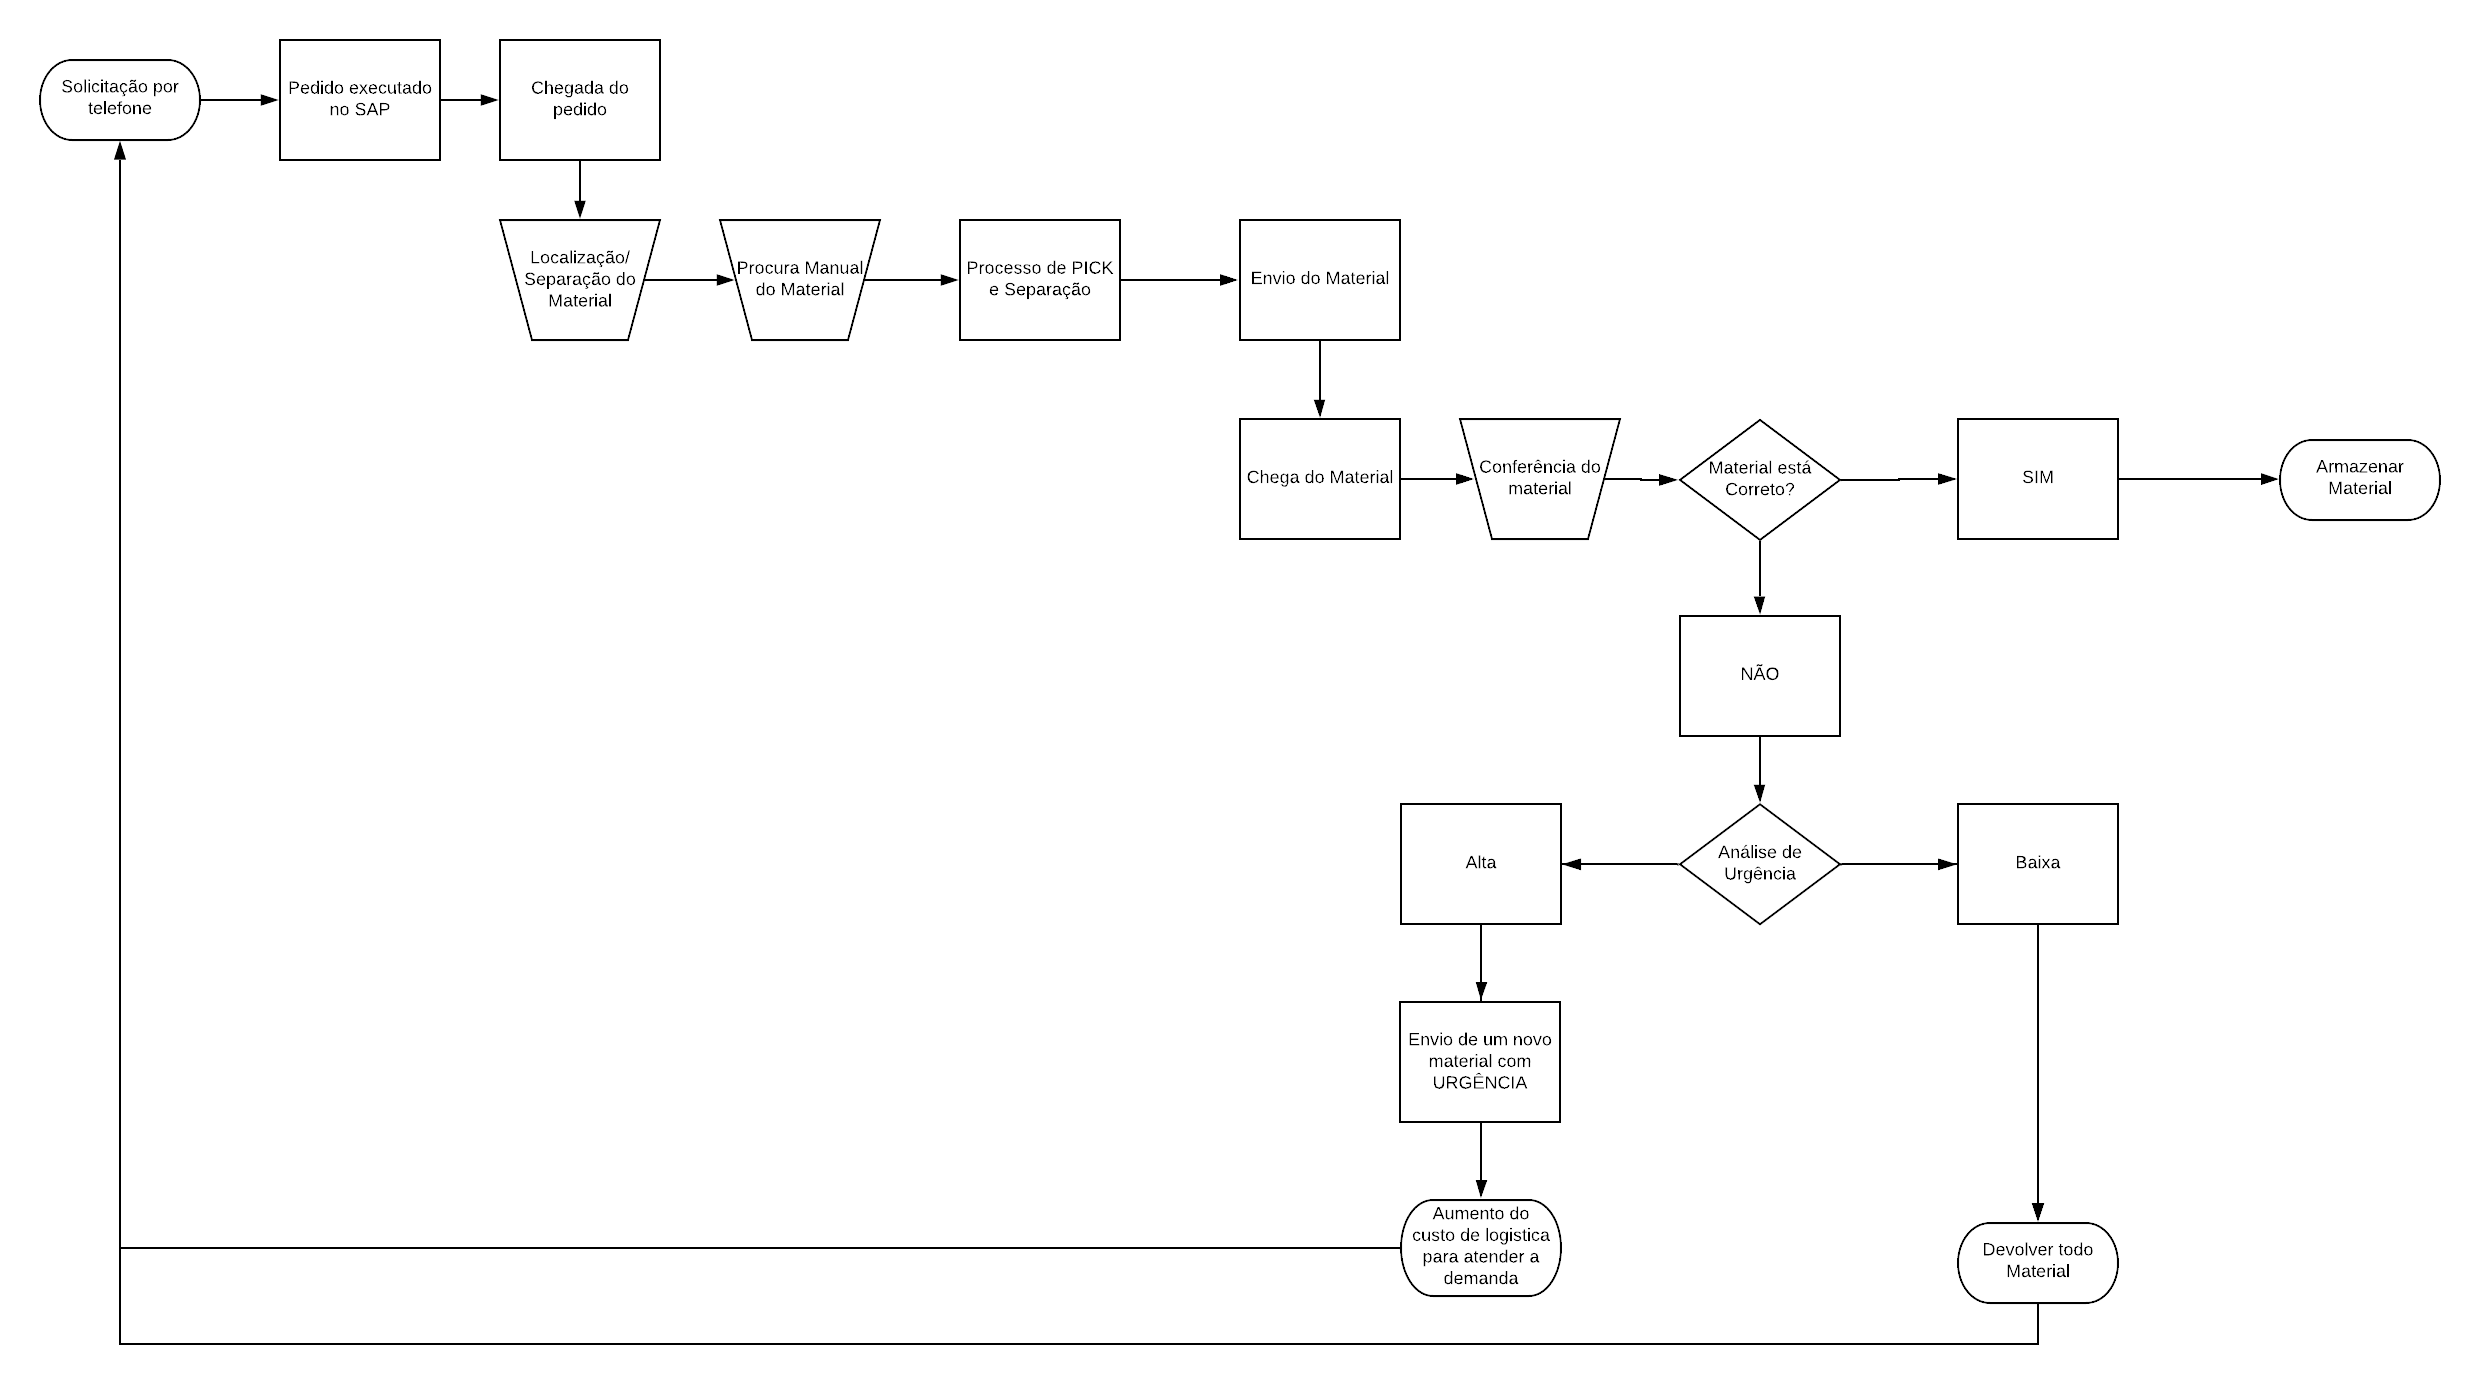 Solicitação por
telefone
Pedido executado
no SAP
Chegada do
pedido
Localização/
Separação do
Material
Procura Manual
do Material
Processo de PICK
e Separação
Envio do Material
Chega do Material
Conferência do
material
Material está
Correto?
SIM
Armazenar
Material
NÃO
Alta
Análise de
Urgência
Baixa
Envio de um novo
material com
URGÊNCIA
Aumento do
custo de logistica
para atender a
demanda
Devolver todo
Material